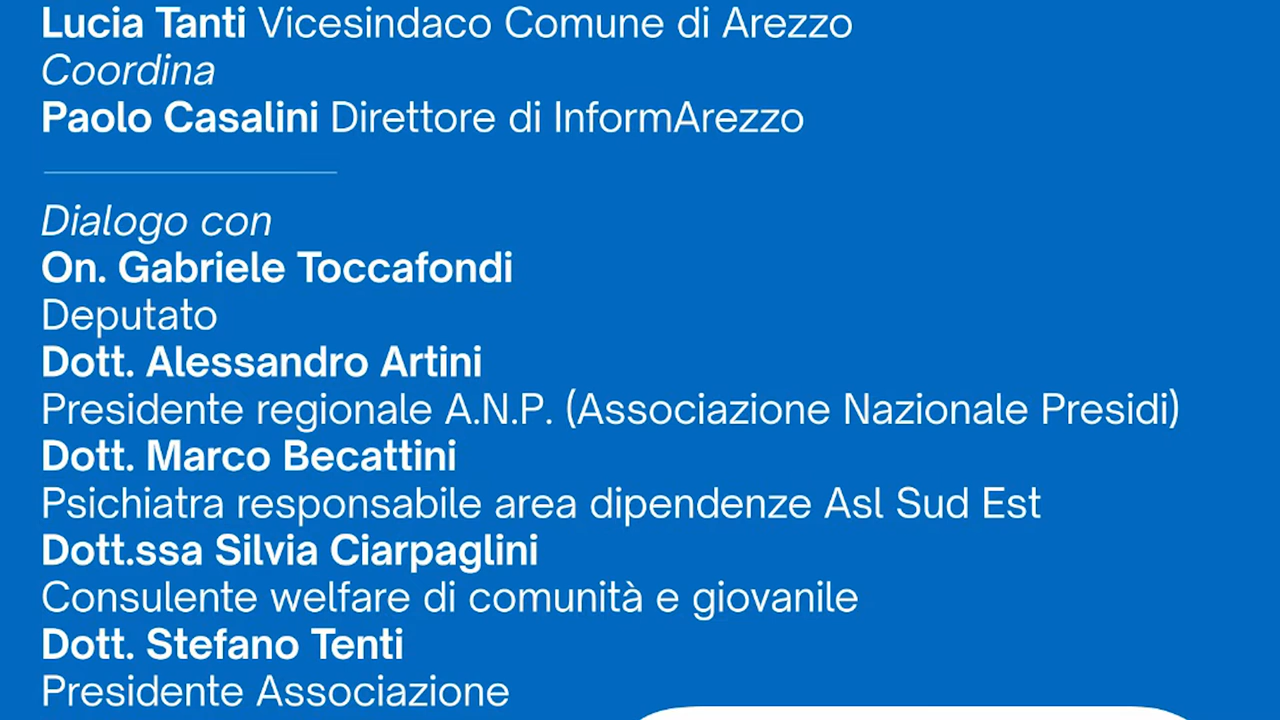 Lucia Tanti Vicesindaco Comune di Arezzo
Coordina
Paolo Casalini Direttore di InformArezzo
Dialogo con
On. Gabriele Toccafondi
Deputato
Dott. Alessandro Artini
Presidente regionale A.N.P. (Associazione Nazionale Presidi)
Dott. Marco Becattini
Psichiatra responsabile area dipendenze Asl Sud Est
Dott.ssa Silvia Ciarpaglini
Consulente welfare di comunità e giovanile
Dott. Stefano Tenti
Presidente Associazione